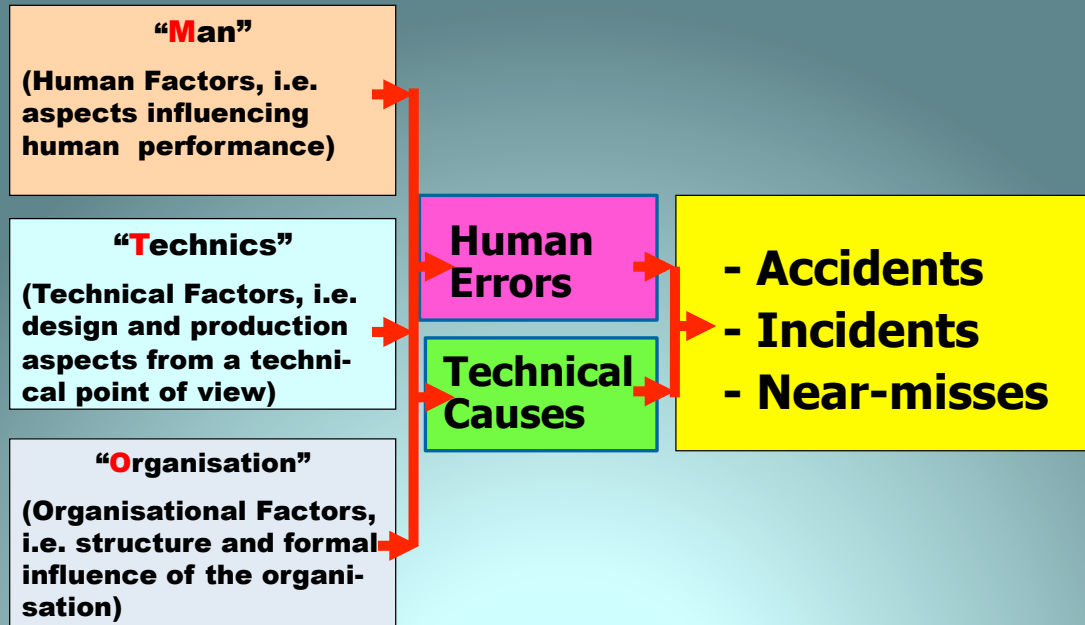 “Man”
(Human Factors, i.e.
aspects influencing
human performance)
“Technics”
(Technical Factors, i.e.
design and production
aspects from a techni-
cal point of view)
“Organisation”
(Organisational Factors,
i.e. structure and formal
influence of the organi-
sation)
Human
Errors
Technical
Causes
- Accidents
- Incidents
- Near-misses